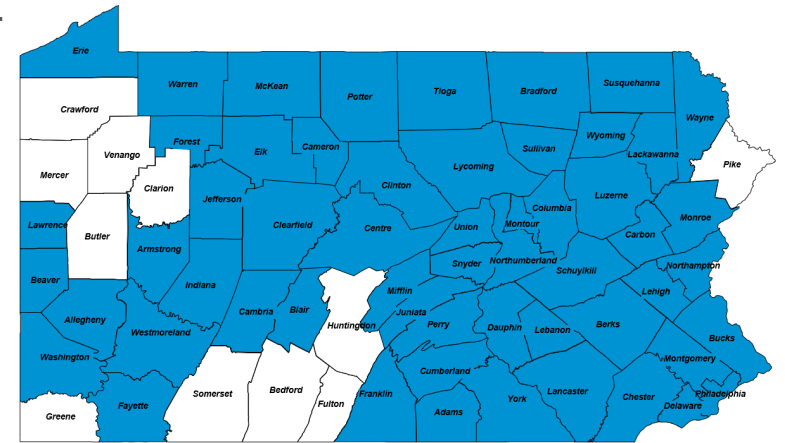 Erie
Warren
McKean
Potter
Tioga
Bradford
Susquehanna
Wayne
Crawford
Venango
Forest
Elk
Cameron
Clinton
Lycoming
Sullivan
Wyoming
Lackawanna
Pike
Mercer
Clarion
Jefferson
Clearfield
Centre
Union
Montour
Columbia
Luzerne
Monroe
Carbon
Lawrence
Butler
Armstrong
Indiana
Snyder
Northumberland
Schuylkill
Northampton
Lehigh
Beaver
Allegheny
Westmoreland
Cambria
Blair
Huntingdon
Mifflin
Juniata
Perry
Dauphin
Lebanon
Berks
Bucks
Montgomery
Washington
Fayette
Greene
Somerset
Bedford
Fulton
Franklin
Cumberland
Adams
York
Lancaster
Chester
Delaware
Philadelphia